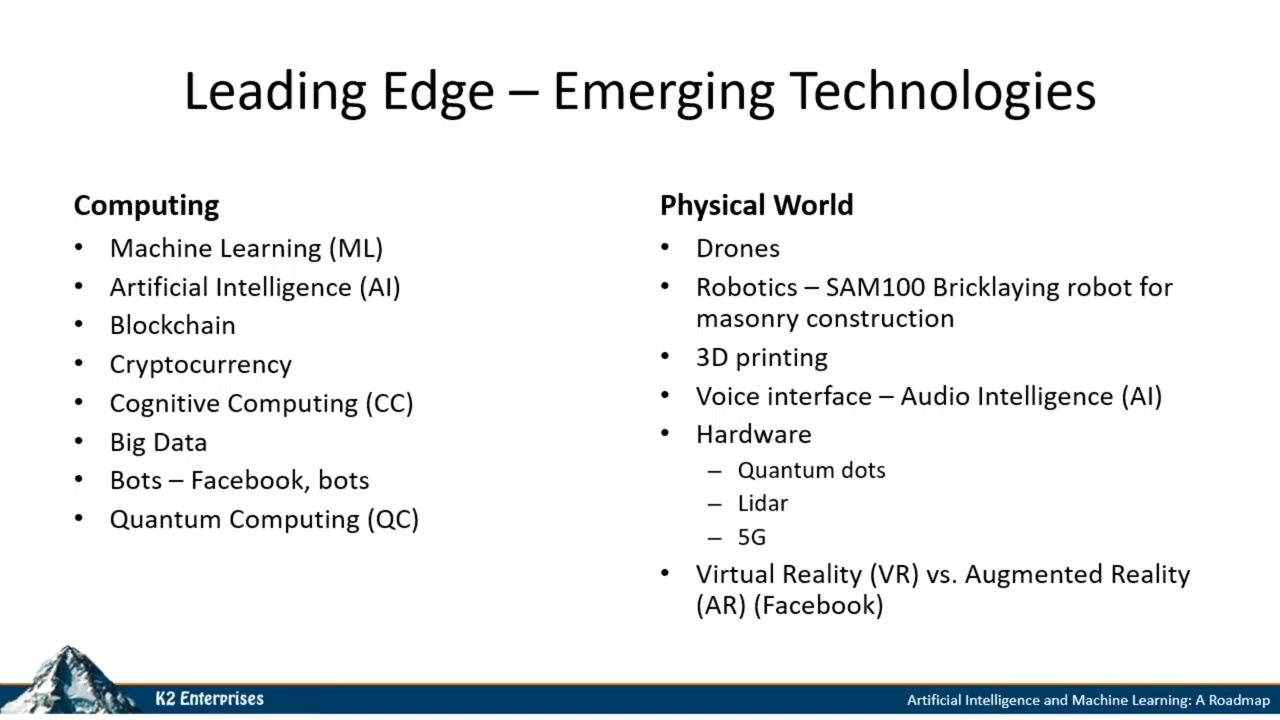 Leading Edge – Emerging Technologies
Computing
• Machine Learning (ML)
• Artificial Intelligence (AI)
• Blockchain
• Cryptocurrency
• Cognitive Computing (CC)
• Big Data
• Bots – Facebook, bots
• Quantum Computing (QC)
Physical World
• Drones
• Robotics – SAM100 Bricklaying robot for
masonry construction
• 3D printing
• Voice interface – Audio Intelligence (AI)
• Hardware
– Quantum dots
– Lidar
– 5G
• Virtual Reality (VR) vs. Augmented Reality
(AR) (Facebook)
K2 Enterprises
Artificial Intelligence and Machine Learning: A Roadmap